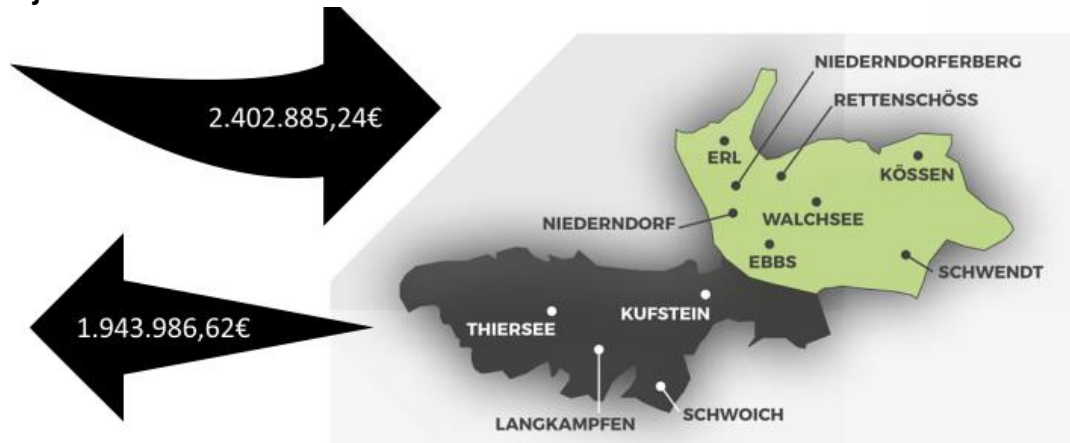 2.402.885,24€
1.943.986,62€
NIEDERNDORFERBERG
RETTENSCHÖSS
ERL
KÖSSEN
NIEDERNDORF
WALCHSEE
EBBS
SCHWENDT
KUFSTEIN
THIERSEE
LANGKAMPFEN
SCHWOICH